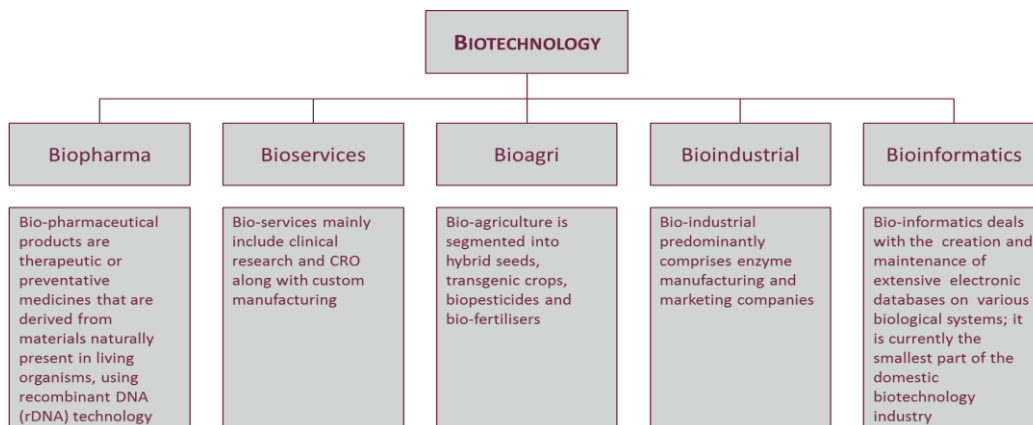 BIOTECHNOLOGY
Biopharma
Bioservices
Bioagri
Bioindustrial
Bioinformatics
Bio-pharmaceutical
products are
therapeutic or
preventative
medicines that are
derived from
materials naturally
present in living
organisms, using
recombinant DNA
(rDNA) technology
Bio-services mainly
include clinical
research and CRO
along with custom
manufacturing
Bio-agriculture is
segmented into
hybrid seeds,
transgenic crops,
biopesticides and
bio-fertilisers
Bio-industrial
predominantly
comprises enzyme
manufacturing and
marketing companies
Bio-informatics deals
with the creation and
maintenance of
extensive electronic
databases on various
biological systems; it
is currently the
smallest part of the
domestic
biotechnology
industry